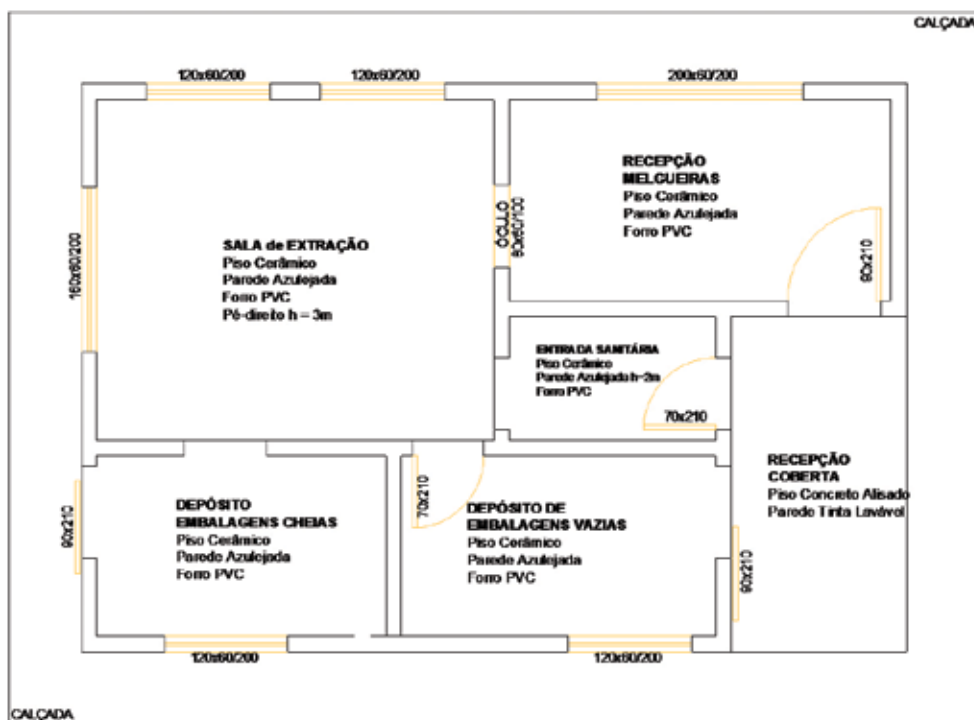 CALÇADA
120x60/200
120x60/200
200x60/200
RECEPÇÃO
MELGUEIRAS
Piso Cerâmico
Parede Azulejada
Forro PVC
ÓCULO
60x60/100
90x210
160x60/200
SALA de EXTRAÇÃO
Piso Cerâmico
Parede Azulejada
Forro PVC
Pé-direito h = 3m
ENTRADA SANITÁRIA
Piso Cerâmico
Parede Azulejada h=2m
Forro PVC
70x210
RECEPÇÃO
COBERTA
Piso Concreto Alisado
Parede Tinta Lavável
90x210
DEPÓSITO
EMBALAGENS CHEIAS
Piso Cerâmico
Parede Azulejada
Forro PVC
70x210
DEPÓSITO DE
EMBALAGENS VAZIAS
Piso Cerâmico
Parede Azulejada
Forro PVC
90x210
120x60/200
120x60/200
CALÇADA